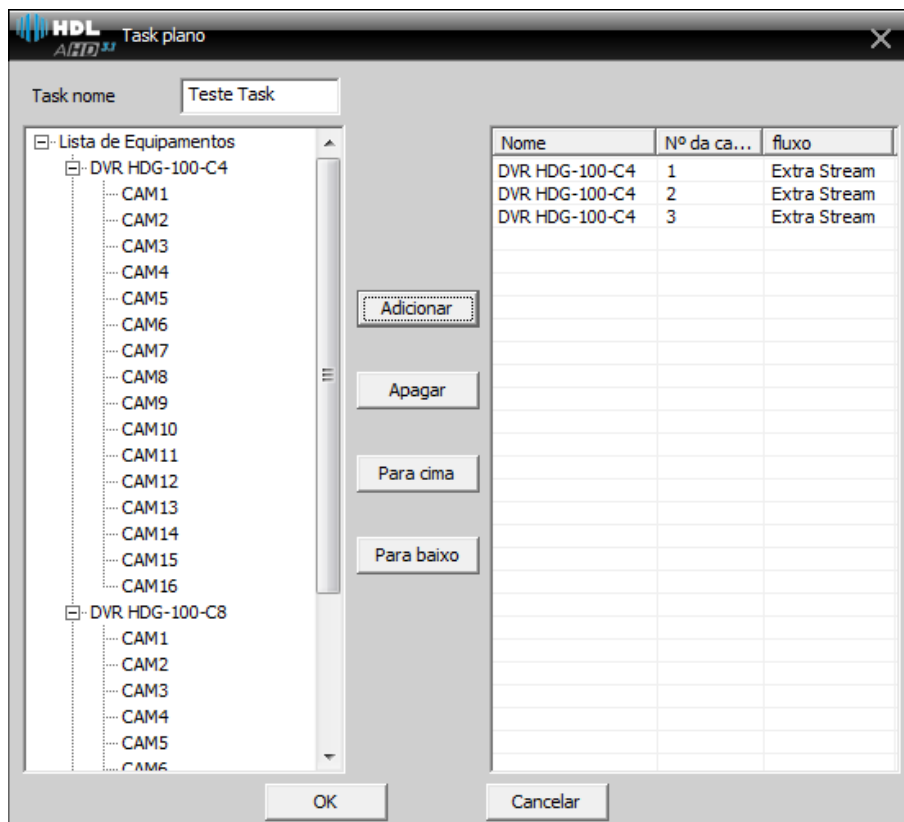 HDL
AHD 3.1
Task plano
Task nome
Teste Task
Lista de Equipamentos
DVR HDG-100-C4
CAM1
CAM2
CAM3
CAM4
CAM5
CAM6
CAM7
CAM8
CAM9
CAM10
CAM11
CAM12
CAM13
CAM14
CAM15
CAM16
DVR HDG-100-C8
CAM1
CAM2
CAM3
CAM4
CAM5
CAM6
Adicionar
Apagar
Para cima
Para baixo
Nome Nº da ca... fluxo
DVR HDG-100-C4 1 Extra Stream
DVR HDG-100-C4 2 Extra Stream
DVR HDG-100-C4 3 Extra Stream
OK
Cancelar